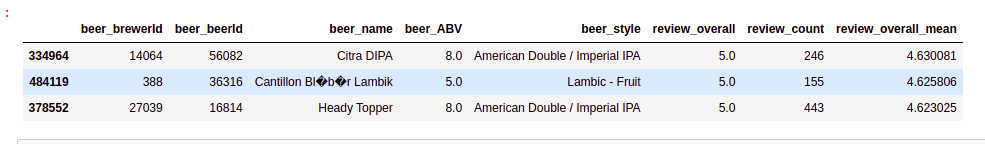 :
beer_brewerId beer_beerId beer_name beer_ABV beer_style review_overall review_count review_overall_mean
334964 14064 56082 Citra DIPA 8.0 American Double / Imperial IPA 5.0 246 4.630081
484119 388 36316 Cantillon Bl�b�r Lambik 5.0 Lambic - Fruit 5.0 155 4.625806
378552 27039 16814 Heady Topper 8.0 American Double / Imperial IPA 5.0 443 4.623025